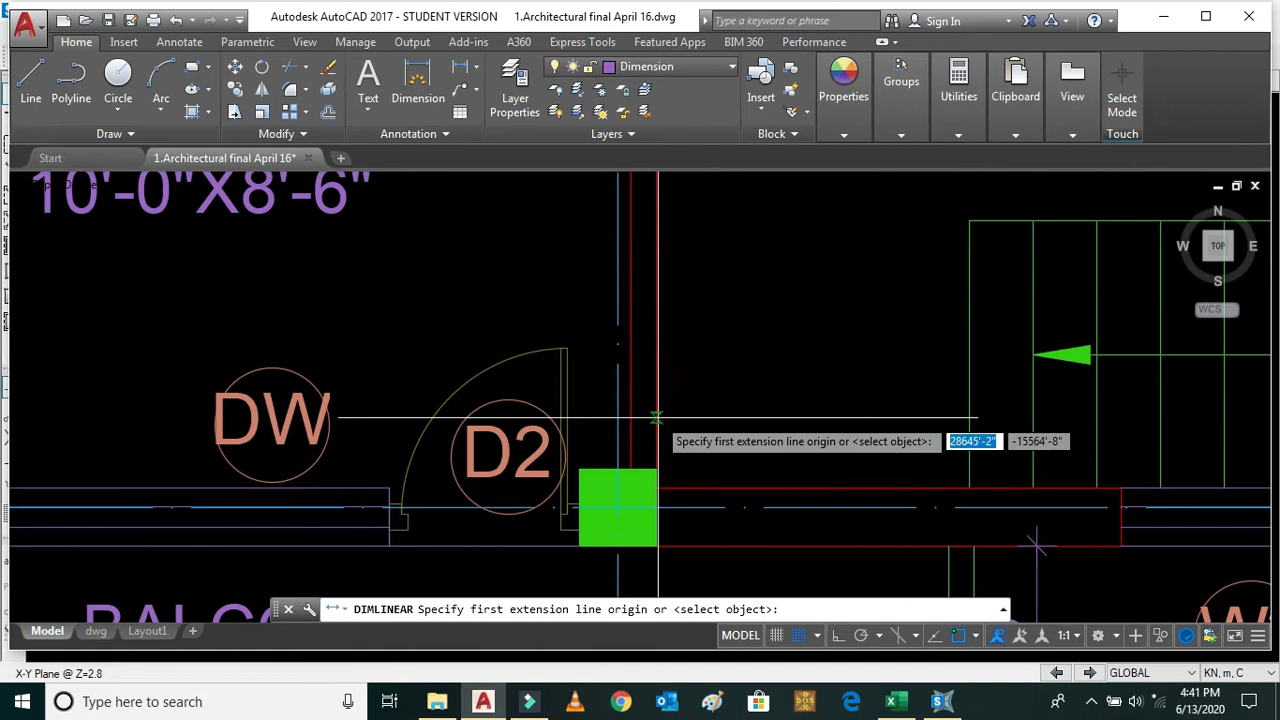 Autodesk AutoCAD 2017 - STUDENT VERSION 1.Architectural final April 16.dwg
Type a keyword or phrase
Sign In
Home Insert Annotate Parametric View Manage Output Add-ins A360 Express Tools Featured Apps BIM 360 Performance
Dimension
Line Polyline Circle Arc
Text Dimension
Layer Properties
Insert
Properties Groups Utilities Clipboard View
Select Mode
Draw Modify Annotation Layers Block Touch
Start 1.Architectural final April 16*
10'-0"X8'-6"
N
W TOP E
S
WCS
DW
D2
Specify first extension line origin or <select object>: 28645'-2" -15564'-8"
DIMLINEAR Specify first extension line origin or <select object>:
Model dwg Layout1
MODEL 1:1
X-Y Plane @ Z=2.8 GLOBAL KN, m, C
Type here to search
4:41 PM
6/13/2020